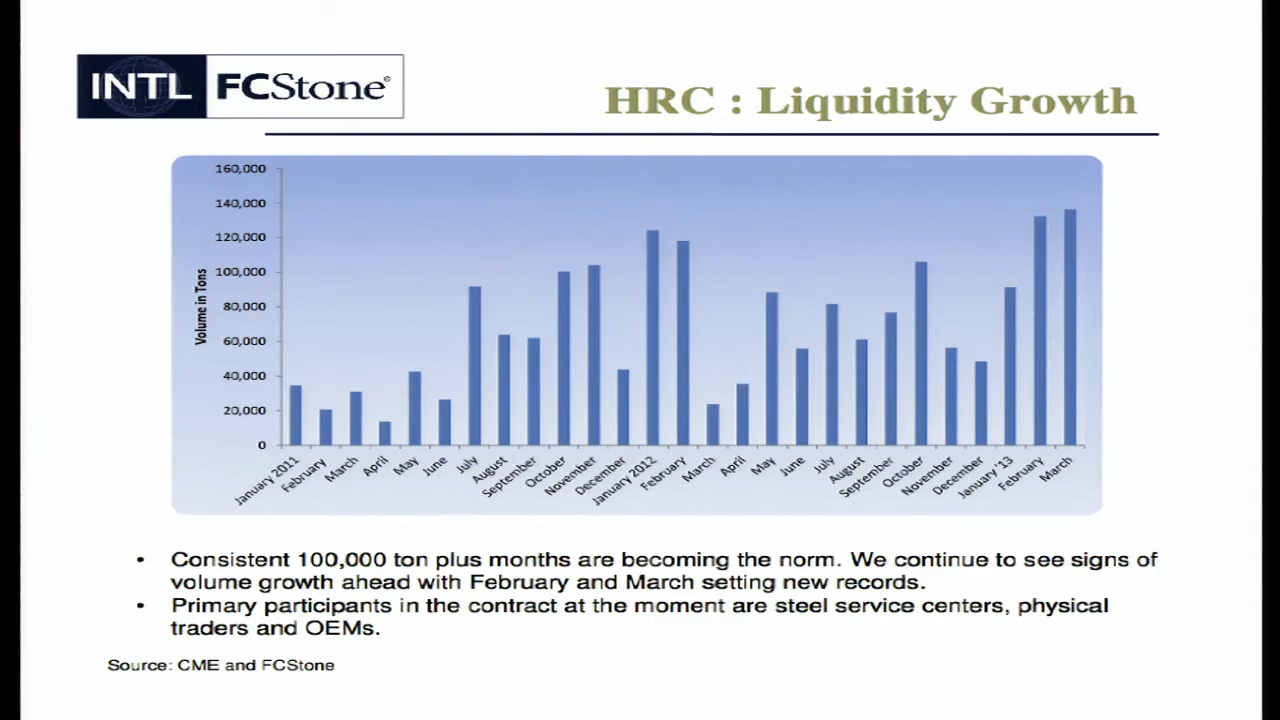 INTL FCStone®
HRC : Liquidity Growth
160,000
140,000
120,000
100,000
80,000
60,000
40,000
20,000
0
Volume in Tons
January 2011
February
March
April
May
June
July
August
September
October
November
December
January 2012
February
March
April
May
June
July
August
September
October
November
December
January '13
February
March
• Consistent 100,000 ton plus months are becoming the norm. We continue to see signs of
volume growth ahead with February and March setting new records.
• Primary participants in the contract at the moment are steel service centers, physical
traders and OEMs.
Source: CME and FCStone